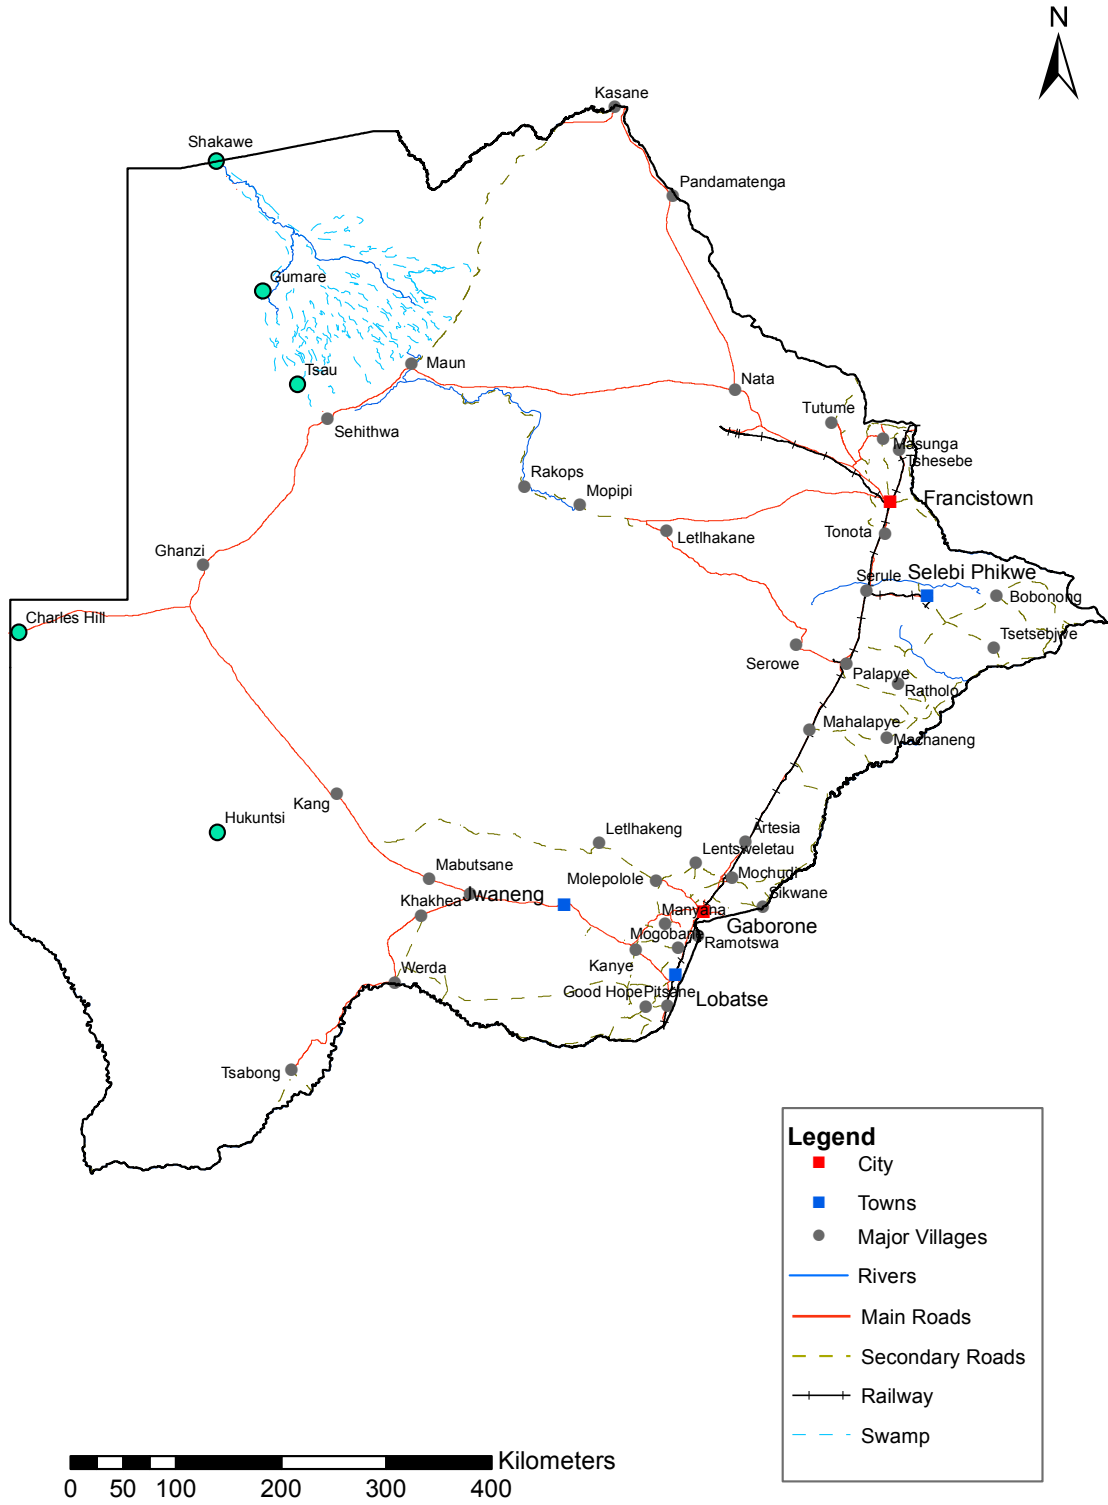 N
Kasane
Shakawe
Pandamatenga
Gumare
Maun
Tsau
Nata
Tutume
Sehithwa
Masunga
Tshesebe
Rakops
Mopipi
Francistown
Letlhakane
Tonota
Ghanzi
Serule
Selebi Phikwe
Bobonong
Charles Hill
Tsetsebjwe
Serowe
Palapye
Ratholo
Mahalapye
Machaneng
Kang
Hukuntsi
Letlhakeng
Artesia
Lentsweletau
Mabutsane
Molepolole
Mochudi
Jwaneng
Sikwane
Khakhea
Manyana
Gaborone
Mogobane
Ramotswa
Kanye
Werda
Good Hope
Pitsane
Lobatse
Tsabong
Legend
City
Towns
Major Villages
Rivers
Main Roads
Secondary Roads
Railway
Swamp
Kilometers
0 50 100 200 300 400